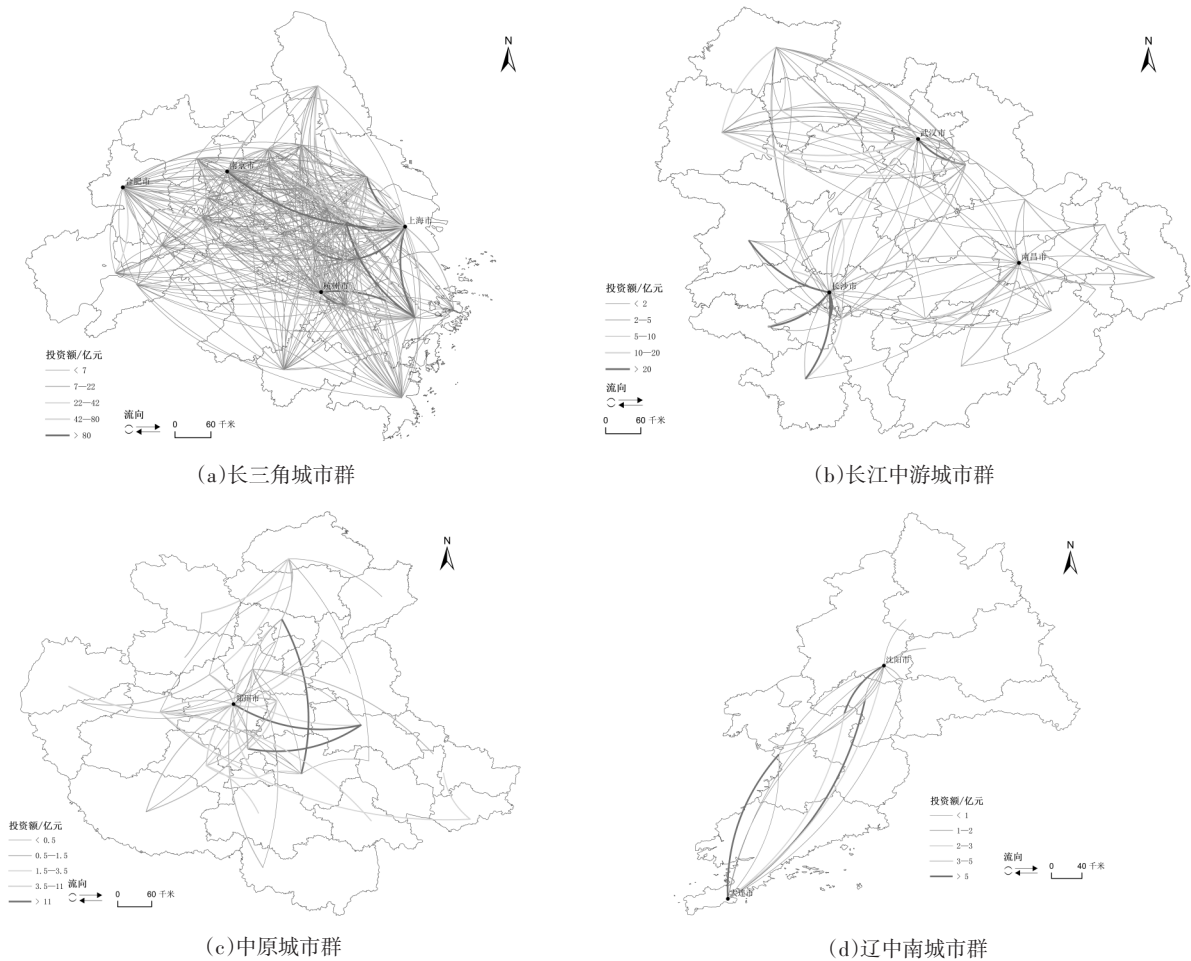 N
合肥市
南京市
上海市
杭州市
投资额/亿元
< 7
7—22
22—42
42—80
> 80
流向
0 60 千米
(a)长三角城市群
N
武汉市
南昌市
长沙市
投资额/亿元
< 2
2—5
5—10
10—20
> 20
流向
0 60 千米
(b)长江中游城市群
N
郑州市
投资额/亿元
< 0.5
0.5—1.5
1.5—3.5
3.5—11
> 11
流向
0 60 千米
(c)中原城市群
N
沈阳市
大连市
投资额/亿元
< 1
1—2
2—3
3—5
> 5
流向
0 40 千米
(d)辽中南城市群